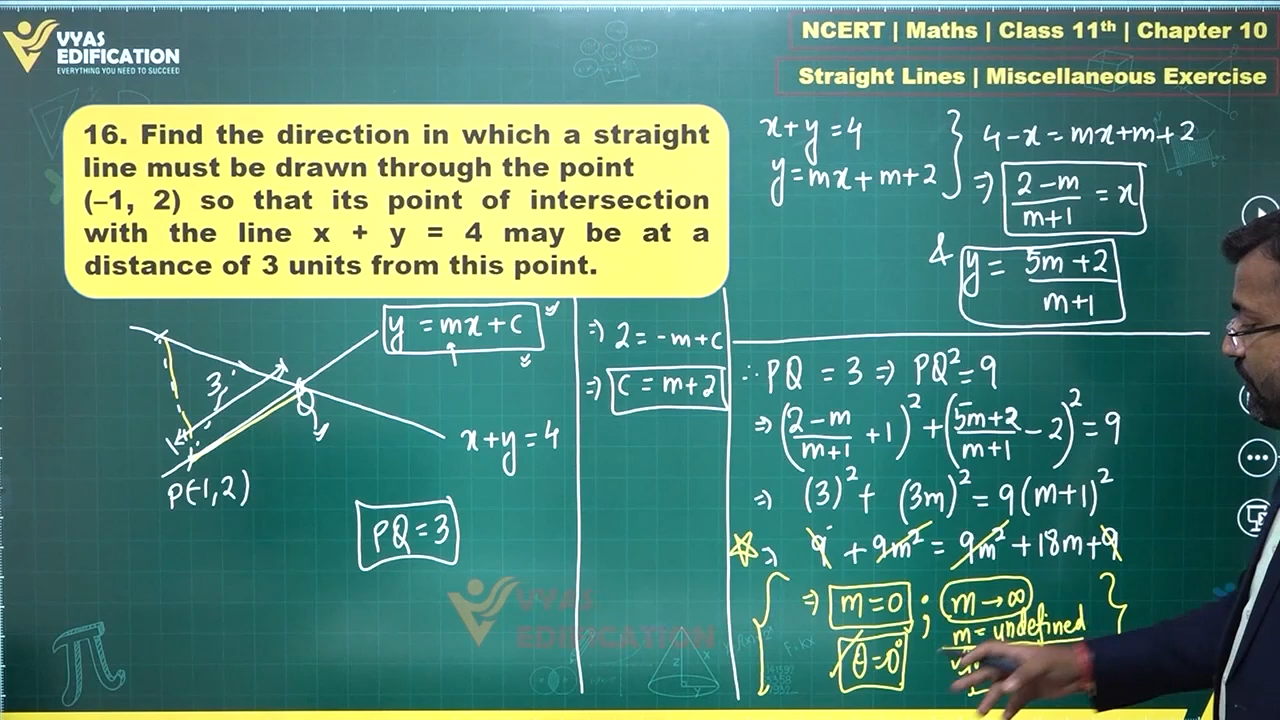 VYAS
EDIFICATION
EVERYTHING YOU NEED TO SUCCEED
NCERT | Maths | Class 11th | Chapter 10
Straight Lines | Miscellaneous Exercise
16. Find the direction in which a straight
line must be drawn through the point
(–1, 2) so that its point of intersection
with the line x + y = 4 may be at a
distance of 3 units from this point.
y = mx + c
3
Q
x+y=4
P(-1,2)
PQ=3
⇒ 2 = -m+c
⇒ c = m+2
x+y=4
y=mx+m+2
4-x=mx+m+2
⇒ (2-m)/(m+1) = x
& y = (5m+2)/(m+1)
∴ PQ = 3 ⇒ PQ²=9
⇒ ((2-m)/(m+1) + 1)² + ((5m+2)/(m+1) - 2)² = 9
⇒ (3)² + (3m)² = 9(m+1)²
⇒ 9 + 9m² = 9m² + 18m + 9
⇒ m=0 ; m→∞
m = undefined
θ=0°
VYAS
EDIFICATION